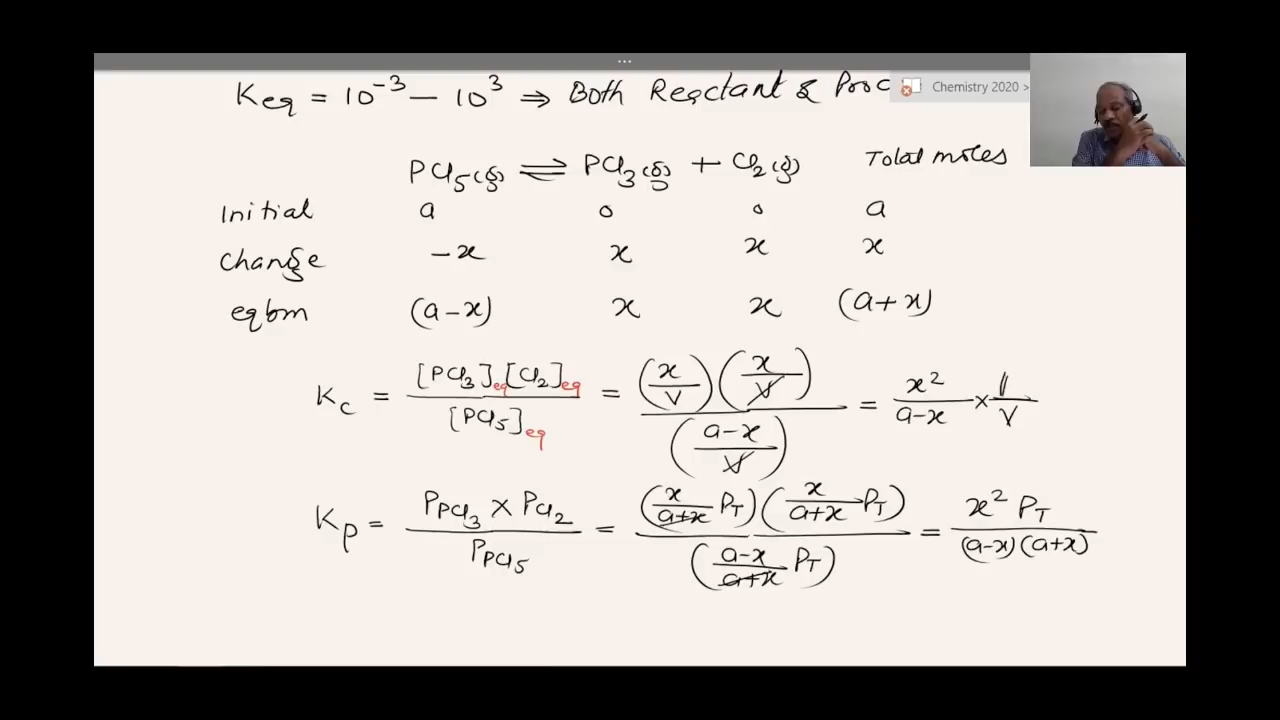 ...
Keq = 10⁻³ – 10³ ⇒ Both Reactant & Proc
Chemistry 2020 >
PCl5(g) ⇌ PCl3(g) + Cl2(g) Total moles
Initial a 0 0 a
change -x x x x
eqbm (a-x) x x (a+x)
Kc = [PCl3]eq[Cl2]eq / [PCl5]eq = (x/V)(x/V) / ((a-x)/V) = x²/(a-x) × 1/V
Kp = PPCl3 × PCl2 / PPCl5 = (x/(a+x) PT)(x/(a+x) PT) / ((a-x)/(a+x) PT) = x² PT / (a-x)(a+x)